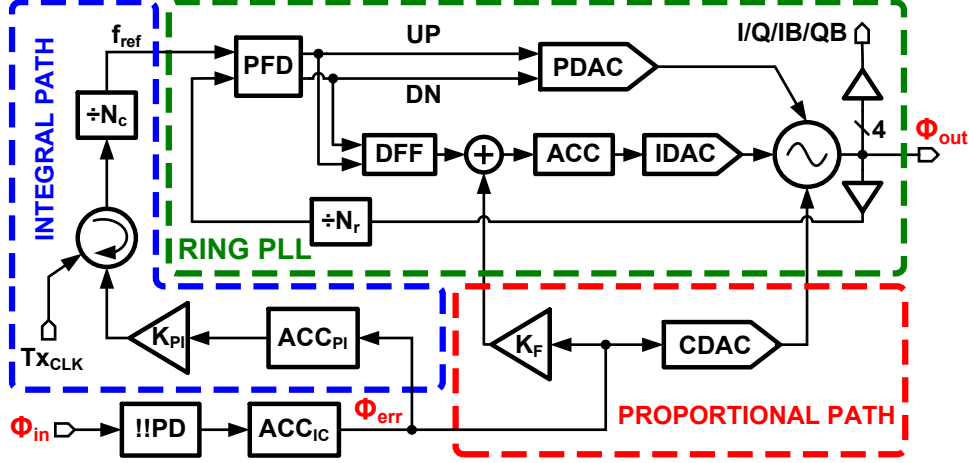 I/Q/IB/QB
f_ref
UP
PFD
PDAC
DN
÷N_c
4
Φ_out
DFF
+
ACC
IDAC
INTEGRAL PATH
÷N_r
RING PLL
K_PI
ACC_PI
K_F
CDAC
Tx_CLK
Φ_err
PROPORTIONAL PATH
Φ_in
!!PD
ACC_IC